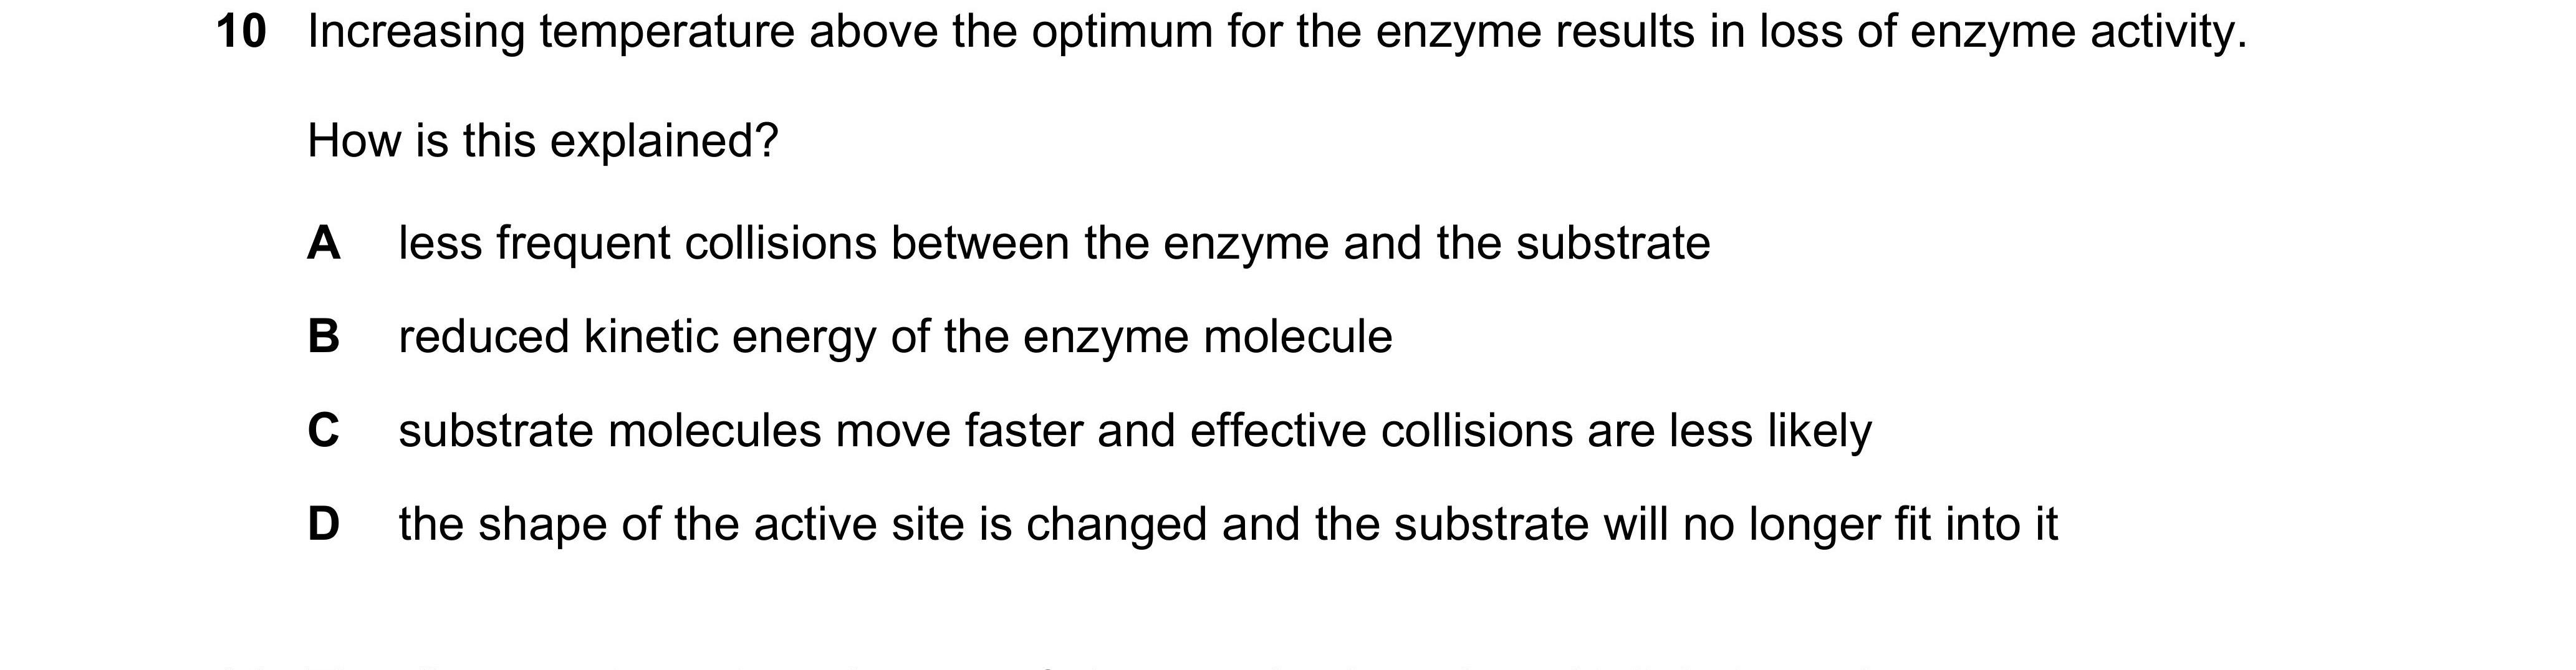 10 Increasing temperature above the optimum for the enzyme results in loss of enzyme activity.
How is this explained?
A less frequent collisions between the enzyme and the substrate
B reduced kinetic energy of the enzyme molecule
C substrate molecules move faster and effective collisions are less likely
D the shape of the active site is changed and the substrate will no longer fit into it